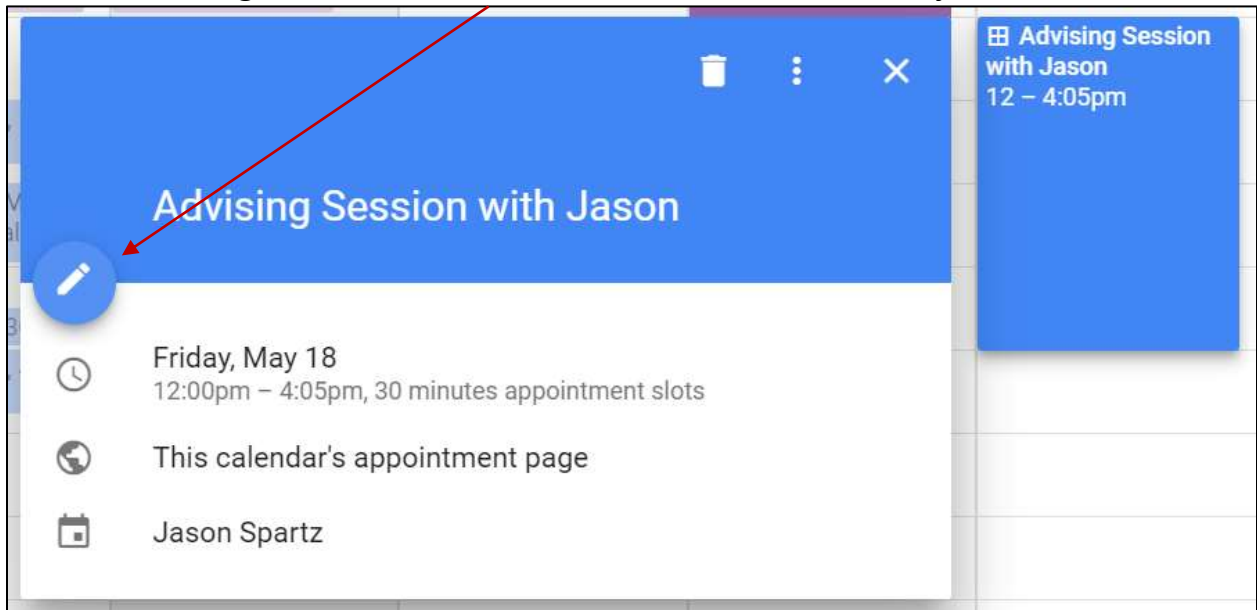 Advising Session with Jason
Friday, May 18
12:00pm – 4:05pm, 30 minutes appointment slots
This calendar's appointment page
Jason Spartz
Advising Session
with Jason
12 – 4:05pm